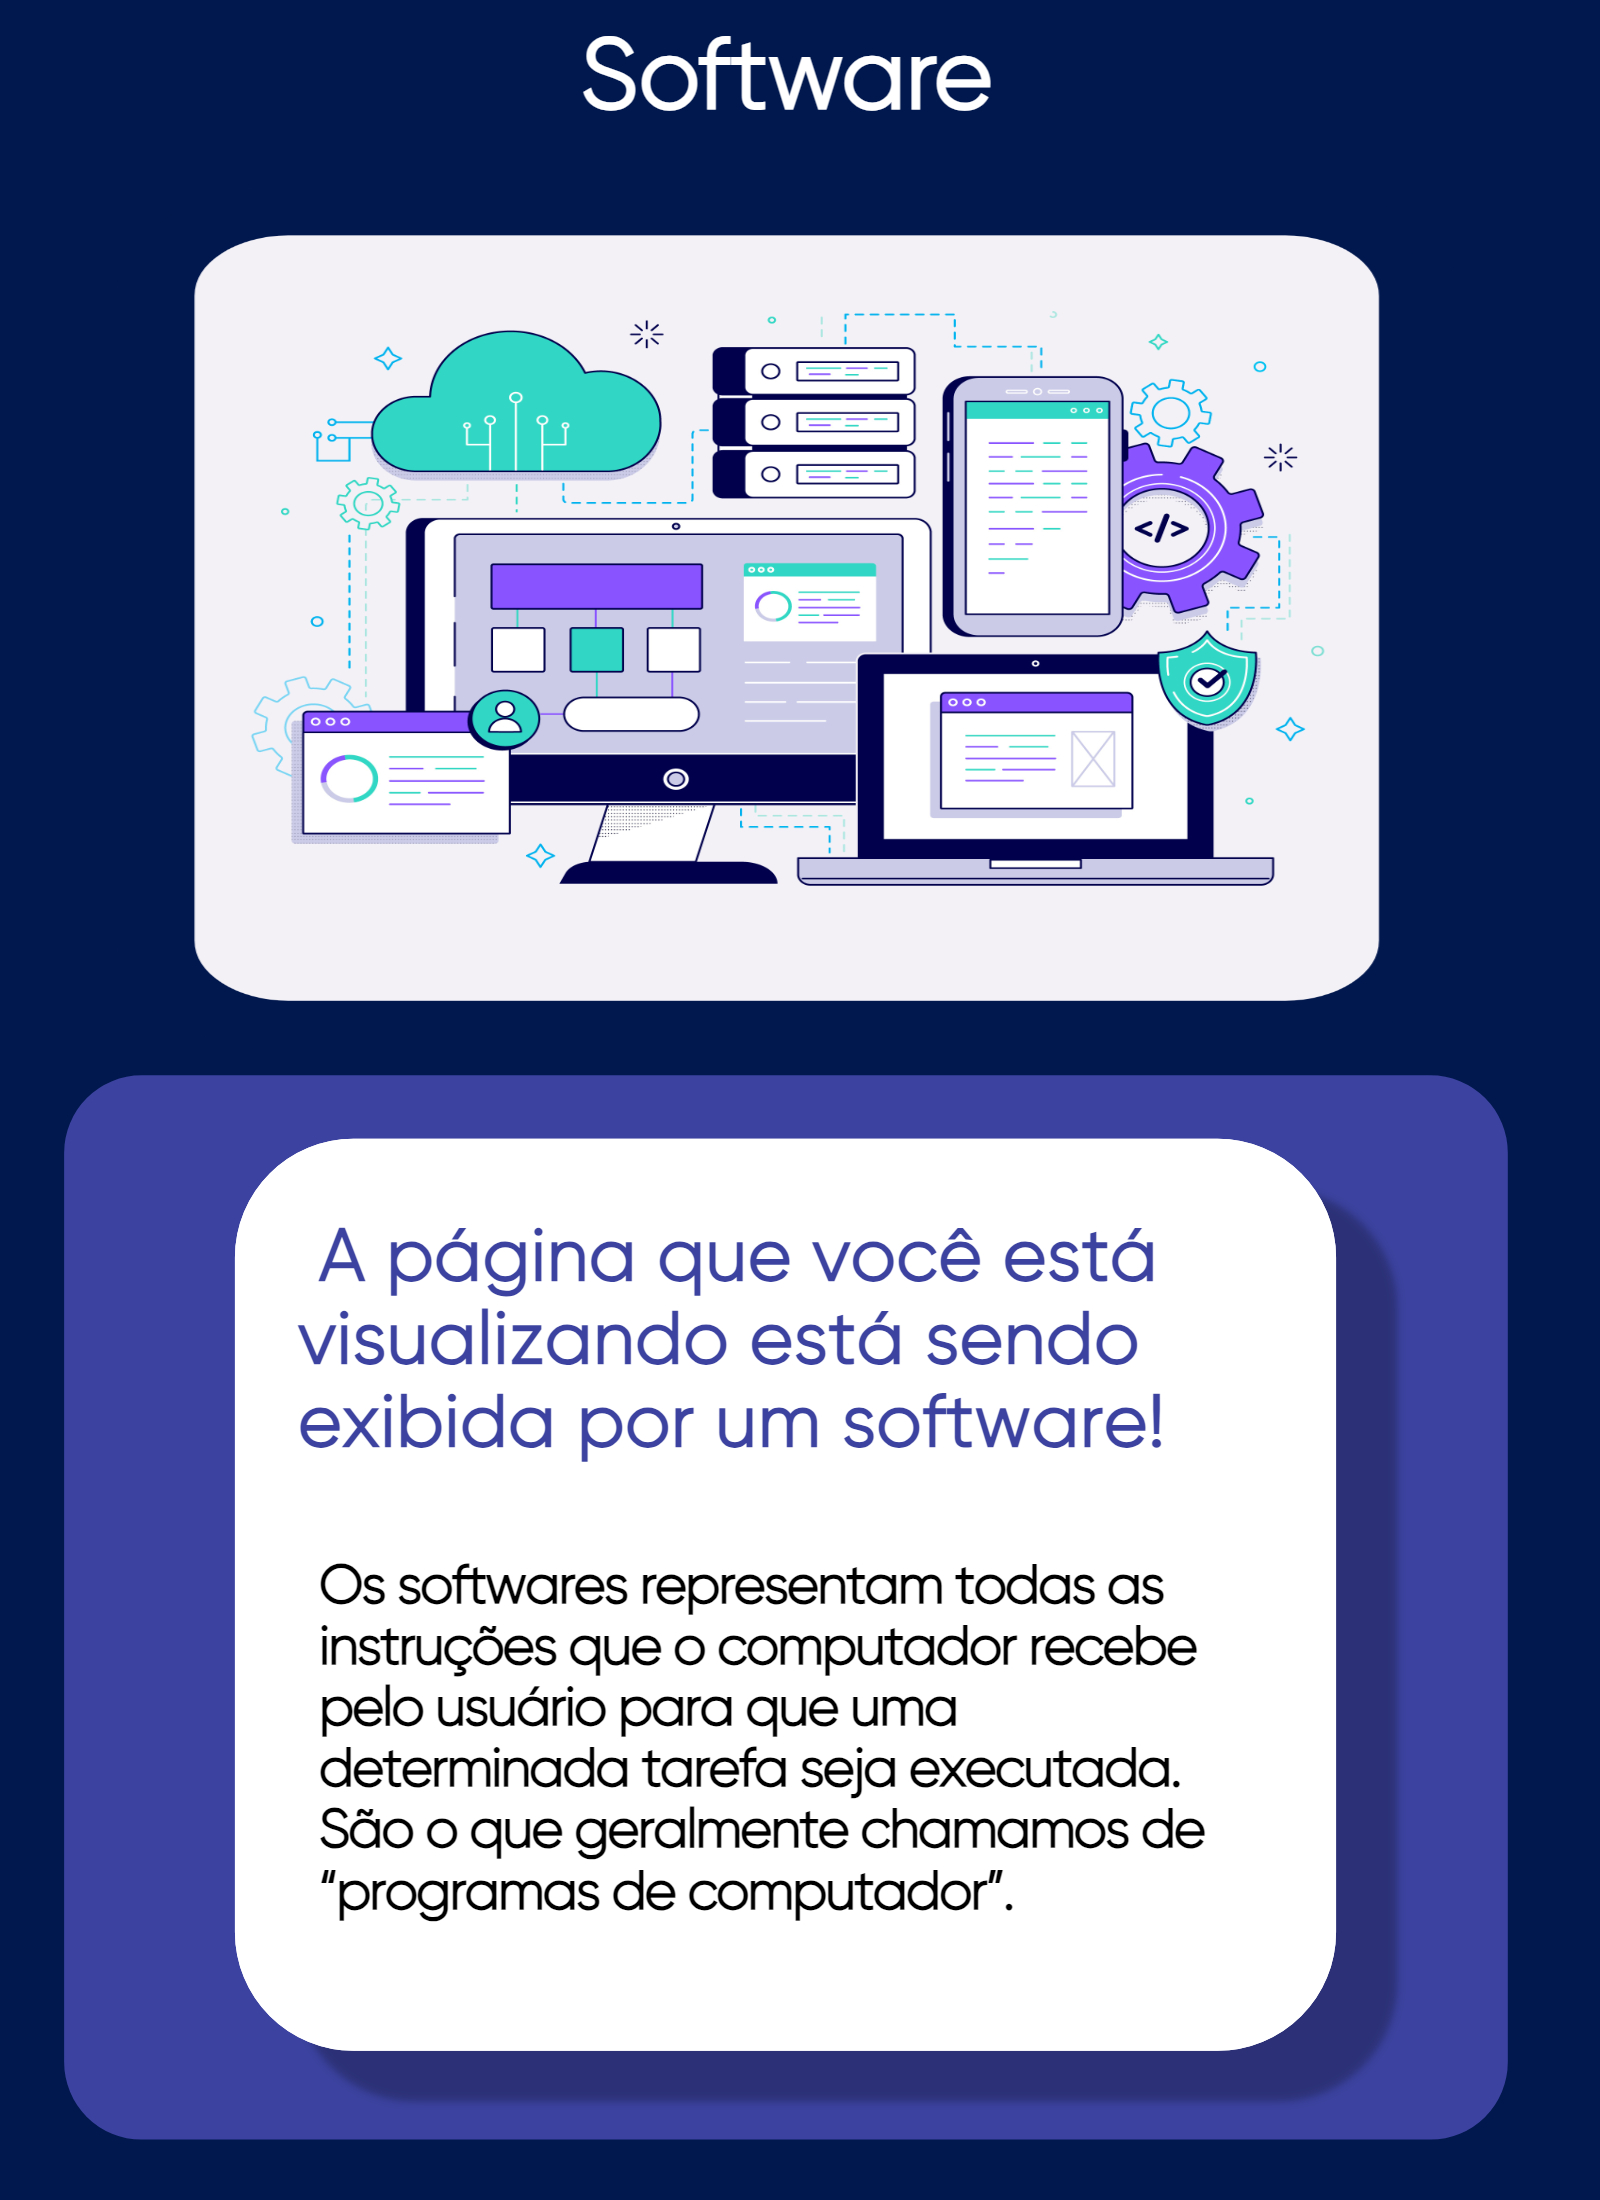 Software
</>
A página que você está
visualizando está sendo
exibida por um software!
Os softwares representam todas as
instruções que o computador recebe
pelo usuário para que uma
determinada tarefa seja executada.
São o que geralmente chamamos de
“programas de computador”.